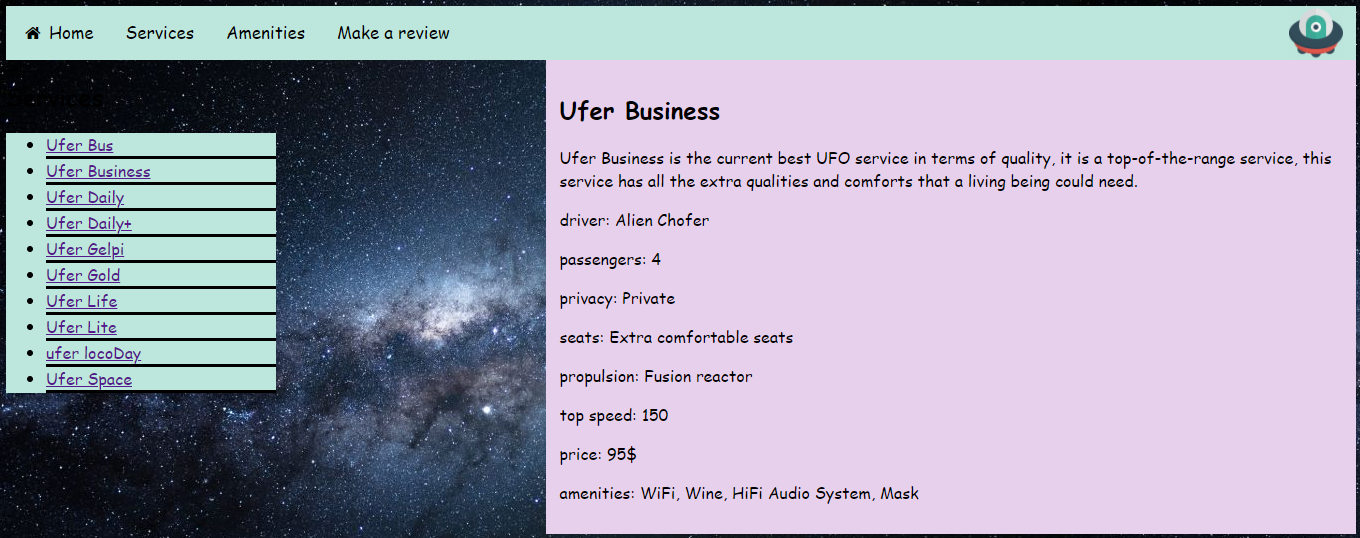 Home Services Amenities Make a review
Ufer Bus
Ufer Business
Ufer Daily
Ufer Daily+
Ufer Gelpi
Ufer Gold
Ufer Life
Ufer Lite
ufer locoDay
Ufer Space
Ufer Business
Ufer Business is the current best UFO service in terms of quality, it is a top-of-the-range service, this
service has all the extra qualities and comforts that a living being could need.
driver: Alien Chofer
passengers: 4
privacy: Private
seats: Extra comfortable seats
propulsion: Fusion reactor
top speed: 150
price: 95$
amenities: WiFi, Wine, HiFi Audio System, Mask